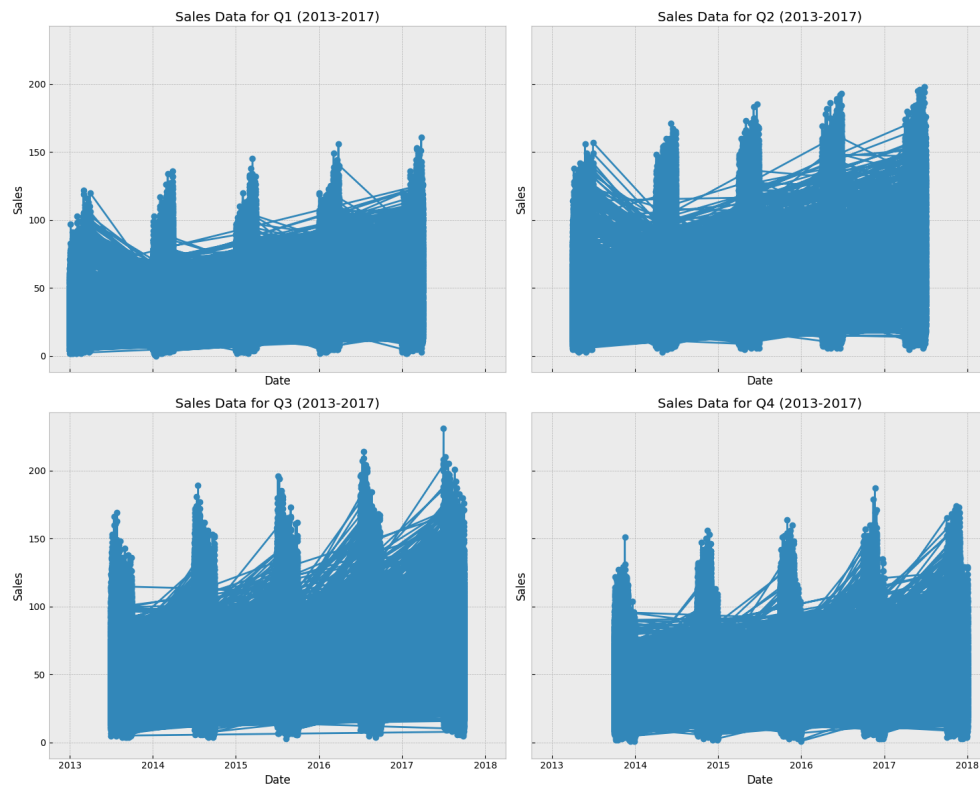 Sales Data for Q1 (2013-2017)
200
150
100
50
0
Sales
Date
Sales Data for Q2 (2013-2017)
Sales
Date
Sales Data for Q3 (2013-2017)
200
150
100
50
0
Sales
2013 2014 2015 2016 2017 2018
Date
Sales Data for Q4 (2013-2017)
Sales
2013 2014 2015 2016 2017 2018
Date